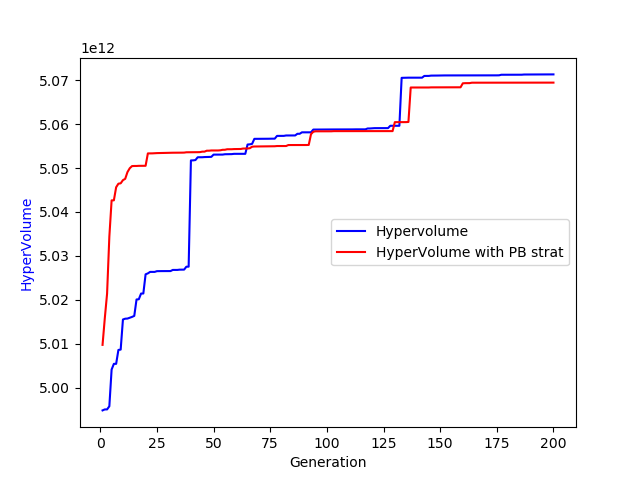 1e12
5.07
5.06
5.05
5.04
5.03
5.02
5.01
5.00
HyperVolume
Hypervolume
HyperVolume with PB strat
0 25 50 75 100 125 150 175 200
Generation